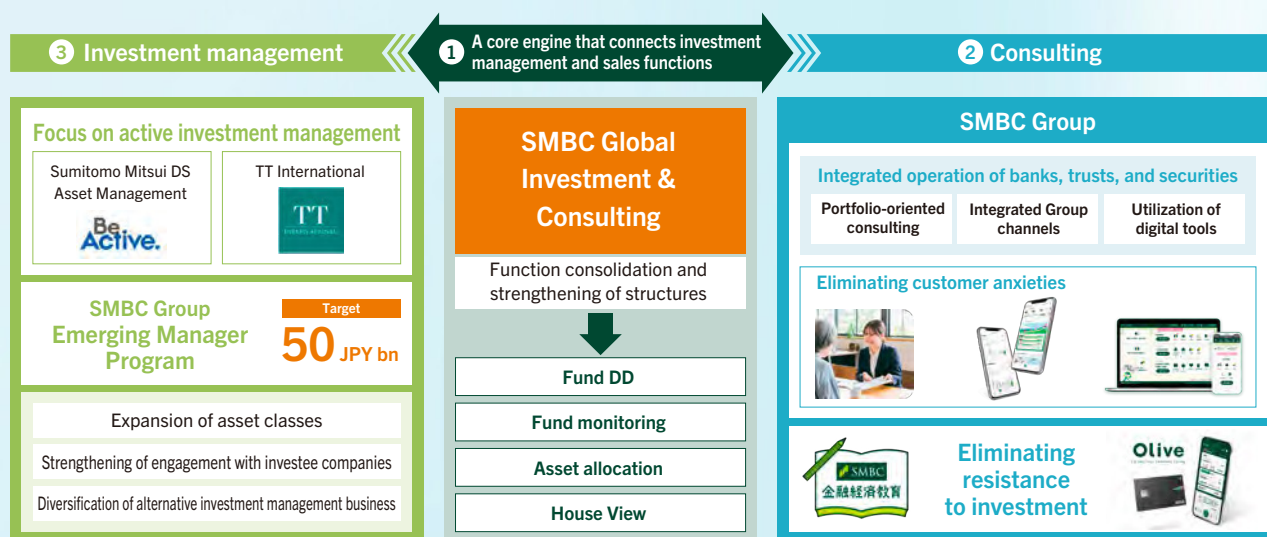 3 Investment management
1 A core engine that connects investment
management and sales functions
2 Consulting
Focus on active investment management
Sumitomo Mitsui DS
Asset Management
Be
Active.
TT International
TT
SMBC Group
Emerging Manager
Program
Target
50 JPY bn
Expansion of asset classes
Strengthening of engagement with investee companies
Diversification of alternative investment management business
SMBC Global
Investment &
Consulting
Function consolidation and
strengthening of structures
Fund DD
Fund monitoring
Asset allocation
House View
SMBC Group
Integrated operation of banks, trusts, and securities
Portfolio-oriented
consulting
Integrated Group
channels
Utilization of
digital tools
Eliminating customer anxieties
SMBC
金融経済教育
Eliminating
resistance
to investment
Olive